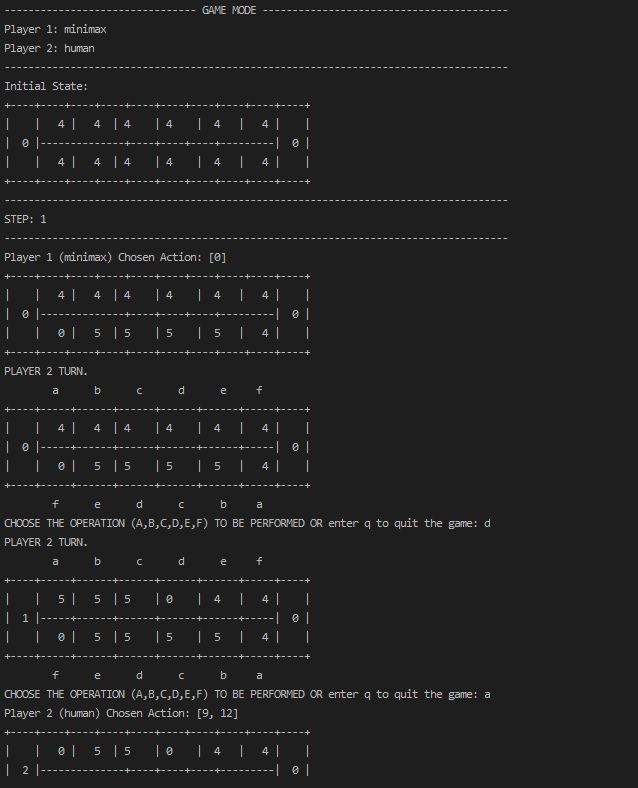 -------------------------------- GAME MODE -----------------------------------------
Player 1: minimax
Player 2: human
--------------------------------------------------------------------------------------
Initial State:
+----+----+-----+----+-----+----+----+----+
|    |   4 |   4  | 4    | 4    |  4   |   4 |    |
|  0 |--------------+----+-----+---------|  0 |
|    |   4 |   4  | 4    | 4    |  4   |   4 |    |
+----+----+-----+----+-----+----+----+----+
--------------------------------------------------------------------------------------
STEP: 1
--------------------------------------------------------------------------------------
Player 1 (minimax) Chosen Action: [0]
+----+----+-----+----+-----+----+----+----+
|    |   4 |   4  | 4    | 4    |  4   |   4 |    |
|  0 |--------------+----+-----+---------|  0 |
|    |   0 |   5  | 5    | 5    |  5   |   4 |    |
+----+----+-----+----+-----+----+----+----+
PLAYER 2 TURN.
a      b      c      d      e     f
+----+----+-----+----+-----+----+----+----+
|    |   4 |   4  | 4    | 4    |  4   |   4 |    |
|  0 |-----+-----+------+-----+-----+-----|  0 |
|    |   0 |   5  | 5    | 5    |  5   |   4 |    |
+----+----+-----+----+-----+----+----+----+
f      e      d      c      b     a
CHOOSE THE OPERATION (A,B,C,D,E,F) TO BE PERFORMED OR enter q to quit the game: d
PLAYER 2 TURN.
a      b      c      d      e     f
+----+----+-----+----+-----+----+----+----+
|    |   5 |   5  | 5    | 0    |  4   |   4 |    |
|  1 |-----+-----+------+-----+-----+-----|  0 |
|    |   0 |   5  | 5    | 5    |  5   |   4 |    |
+----+----+-----+----+-----+----+----+----+
f      e      d      c      b     a
CHOOSE THE OPERATION (A,B,C,D,E,F) TO BE PERFORMED OR enter q to quit the game: a
Player 2 (human) Chosen Action: [9, 12]
+----+----+-----+----+-----+----+----+----+
|    |   0 |   5  | 5    | 0    |  4   |   4 |    |
|  2 |--------------+----+-----+---------|  0 |